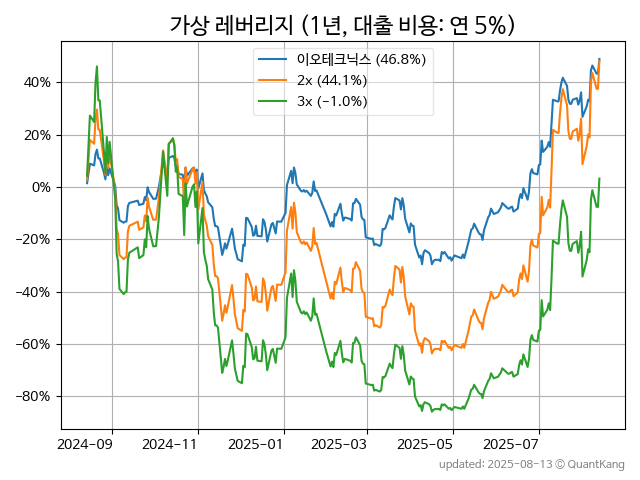 가상 레버리지 (1년, 대출 비용: 연 5%)
이오테크닉스 (46.8%)
2x (44.1%)
3x (−1.0%)
40%
20%
0%
−20%
−40%
−60%
−80%
2024-09
2024-11
2025-01
2025-03
2025-05
2025-07
updated: 2025-08-13 ⓒ QuantKang